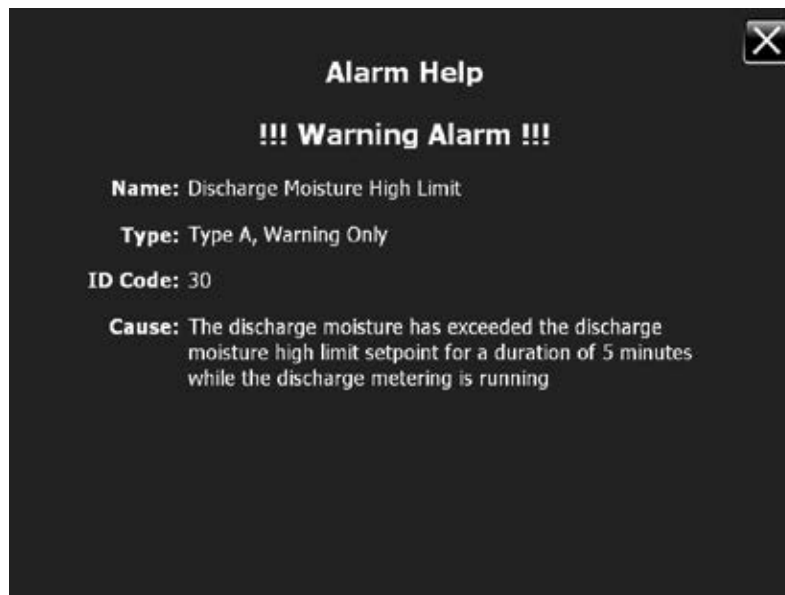 Alarm Help
!!! Warning Alarm !!!
Name: Discharge Moisture High Limit
Type: Type A, Warning Only
ID Code: 30
Cause: The discharge moisture has exceeded the discharge
moisture high limit setpoint for a duration of 5 minutes
while the discharge metering is running